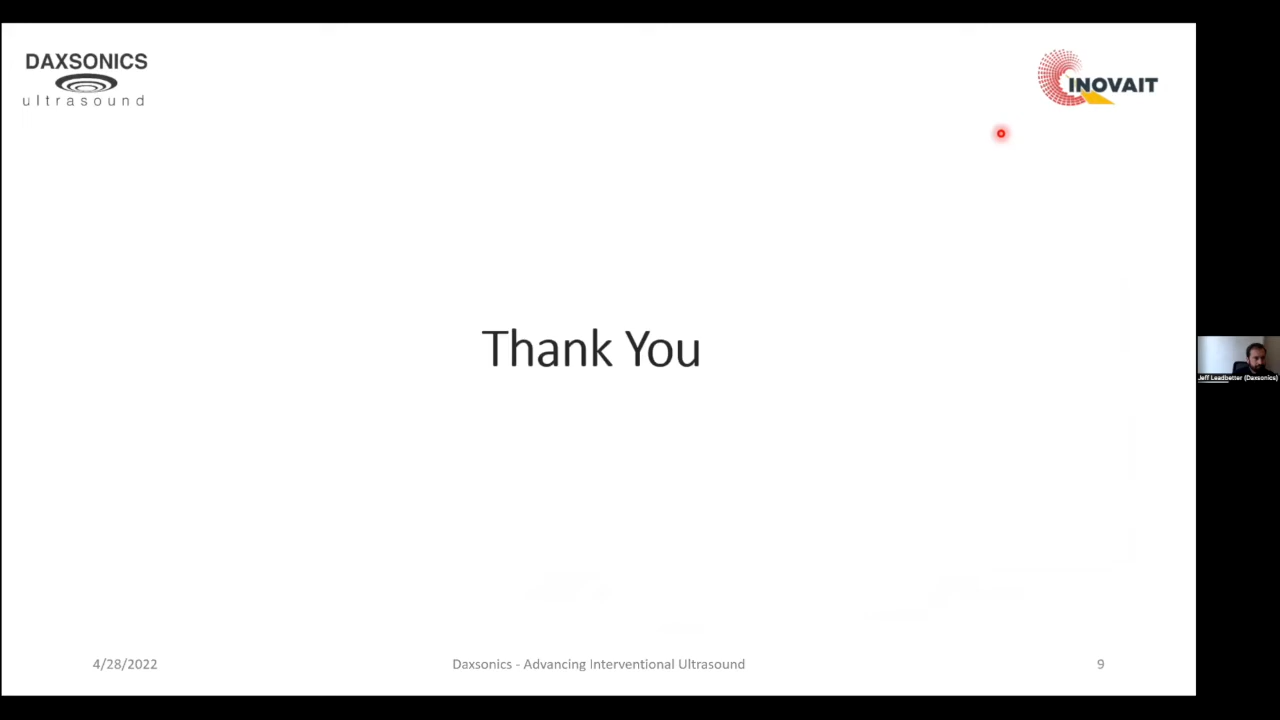 DAXSONICS
ultrasound
INOVAIT
Thank You
Jeff Leadbetter (Daxsonics)
4/28/2022
Daxsonics - Advancing Interventional Ultrasound
9